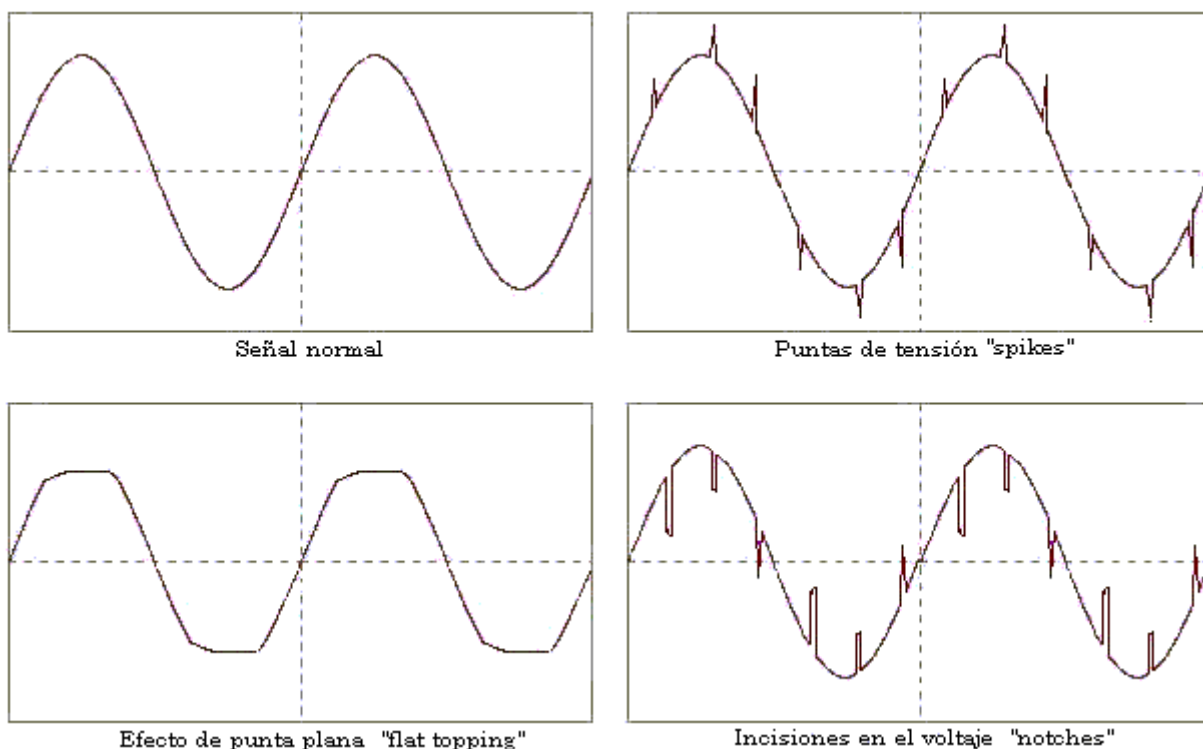 Señal normal
Puntas de tensión "spikes"
Efecto de punta plana "flat topping"
Incisiones en el voltaje "notches"